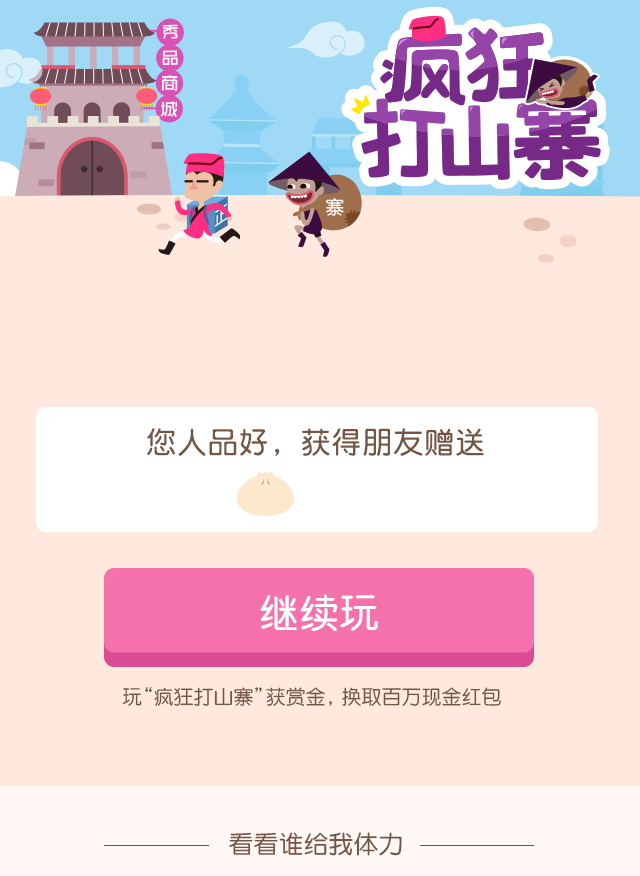 秀品商城
疯狂
打山寨
正
寨
您人品好，获得朋友赠送
继续玩
玩“疯狂打山寨”获赏金，换取百万现金红包
看看谁给我体力